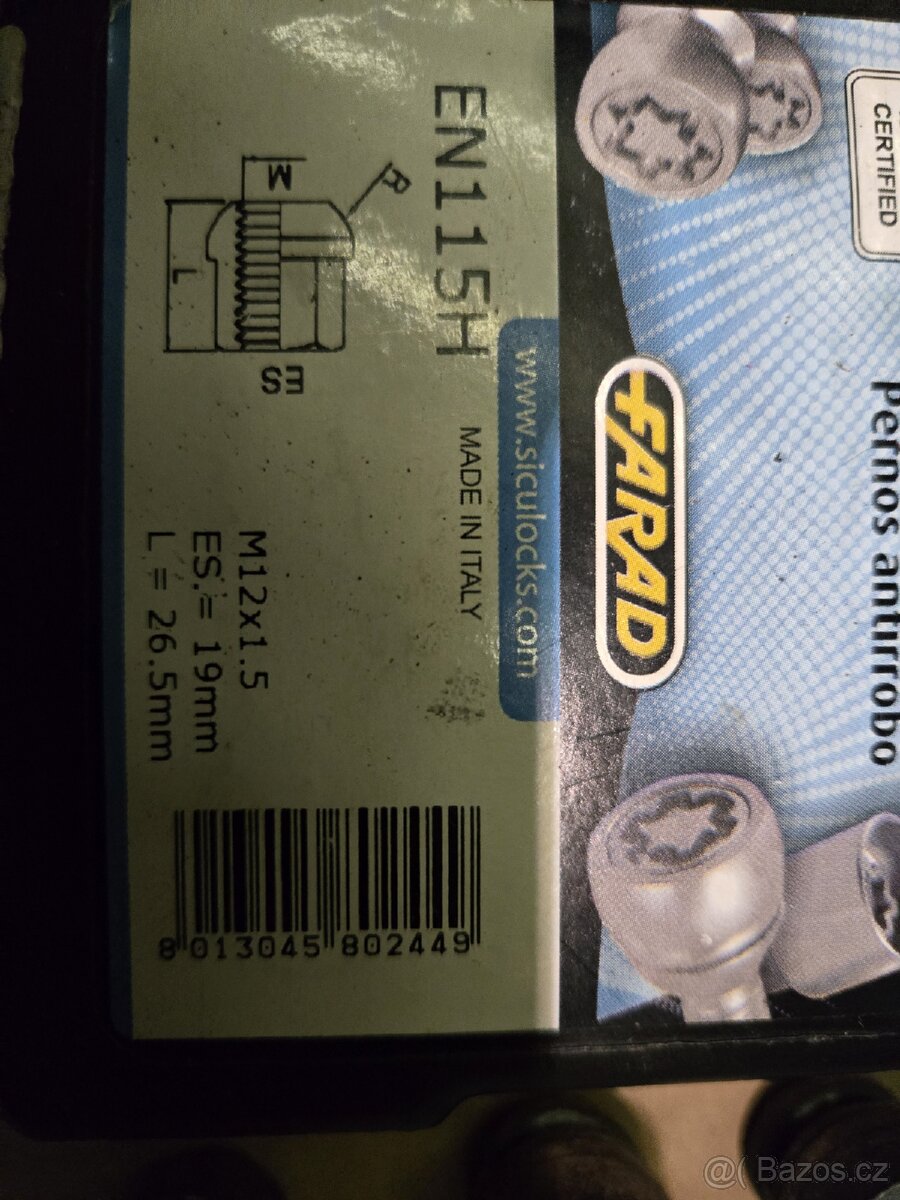 CERTIFIED
Pernos antirrobo
FARAD
www.siculocks.com
EN115H
MADE IN ITALY
M
R
L
ES
M12x1.5
ES.= 19mm
L = 26.5mm
8 013045 802449
@( Bazos.cz